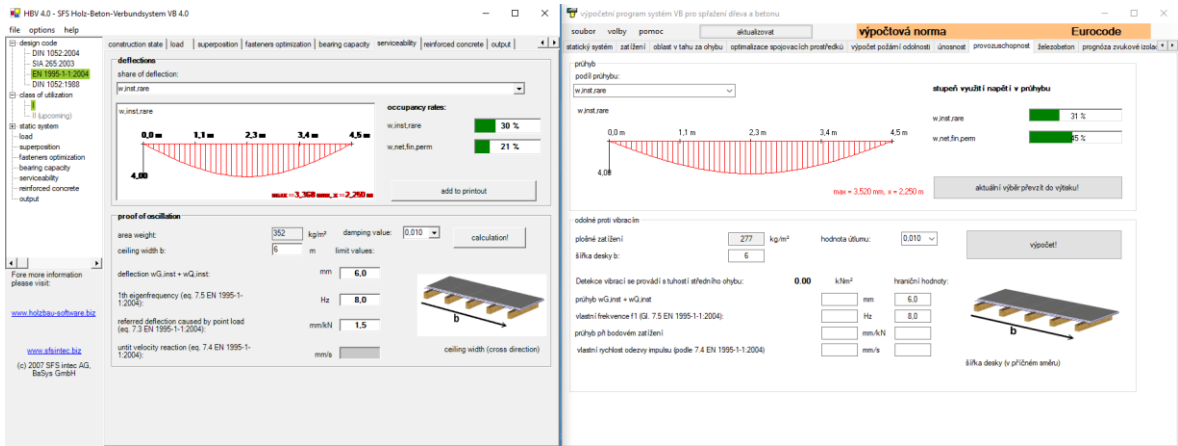 HBV 4.0 - SFS Holz-Beton-Verbundsystem VB 4.0
file options help
design code
DIN 1052:2004
SIA 265:2003
EN 1995-1-1:2004
DIN 1052:1988
class of utilization
I
II (upcoming)
static system
load
superposition
fasteners optimization
bearing capacity
serviceability
reinforced concrete
output
Fore more information
please visit:
www.holzbau-software.biz
www.sfsintec.biz
(c) 2007 SFS intec AG,
BaSys GmbH
construction state load superposition fasteners optimization bearing capacity serviceability reinforced concrete output
deflections
share of deflection:
w,inst,rare
w,inst,rare
0,0 m 1,1 m 2,3 m 3,4 m 4,5 m
4,00
max = 3,368 mm, x = 2,250 m
occupancy rates:
w,inst,rare 30 %
w,net,fin,perm 21 %
add to printout
proof of oscillation
area weight: 352 kg/m² damping value: 0,010
calculation!
ceiling width b: 6 m limit values:
deflection wG,inst + wQ,inst: mm 6,0
1th eigenfrequency (eq. 7.5 EN 1995-1-
1:2004): Hz 8,0
referred deflection caused by point load
(eq. 7.3 EN 1995-1-1:2004): mm/kN 1,5
untit velocity reaction (eq. 7.4 EN 1995-1-
1:2004): mm/s
b
ceiling width (cross direction)
výpočetní program systém VB pro splažení dřeva a betonu
soubor volby pomoc aktualizovat výpočtová norma Eurocode
statický systém zatížení oblast v tahu za ohybu optimalizace spojovacích prostředků výpočet požární odolnosti únosnost provozuschopnost železobeton prognóza zvukové izolac
průhyb
podíl průhybu:
w,inst,rare
w,inst,rare
0,0 m 1,1 m 2,3 m 3,4 m 4,5 m
4,00
max = 3,520 mm, x = 2,250 m
stupeň využití napětí v průhybu
w,inst,rare 31 %
w,net,fin,perm 45 %
aktuální výběr převzít do výtisku!
odolné proti vibracím
plošné zatížení 277 kg/m² hodnota útlumu: 0,010
výpočet!
šířka desky b: 6
Detekce vibrací se provádí s tuhostí středního ohybu: 0.00 kNm² hraniční hodnoty:
průhyb wG,inst + wQ,inst mm 6,0
vlastní frekvence f1 (Gl. 7.5 EN 1995-1-1:2004): Hz 8,0
průhyb při bodovém zatížení mm/kN
vlastní rychlost odezvy impulsu (podle 7.4 EN 1995-1-1:2004) mm/s
b
šířka desky (v příčném směru)